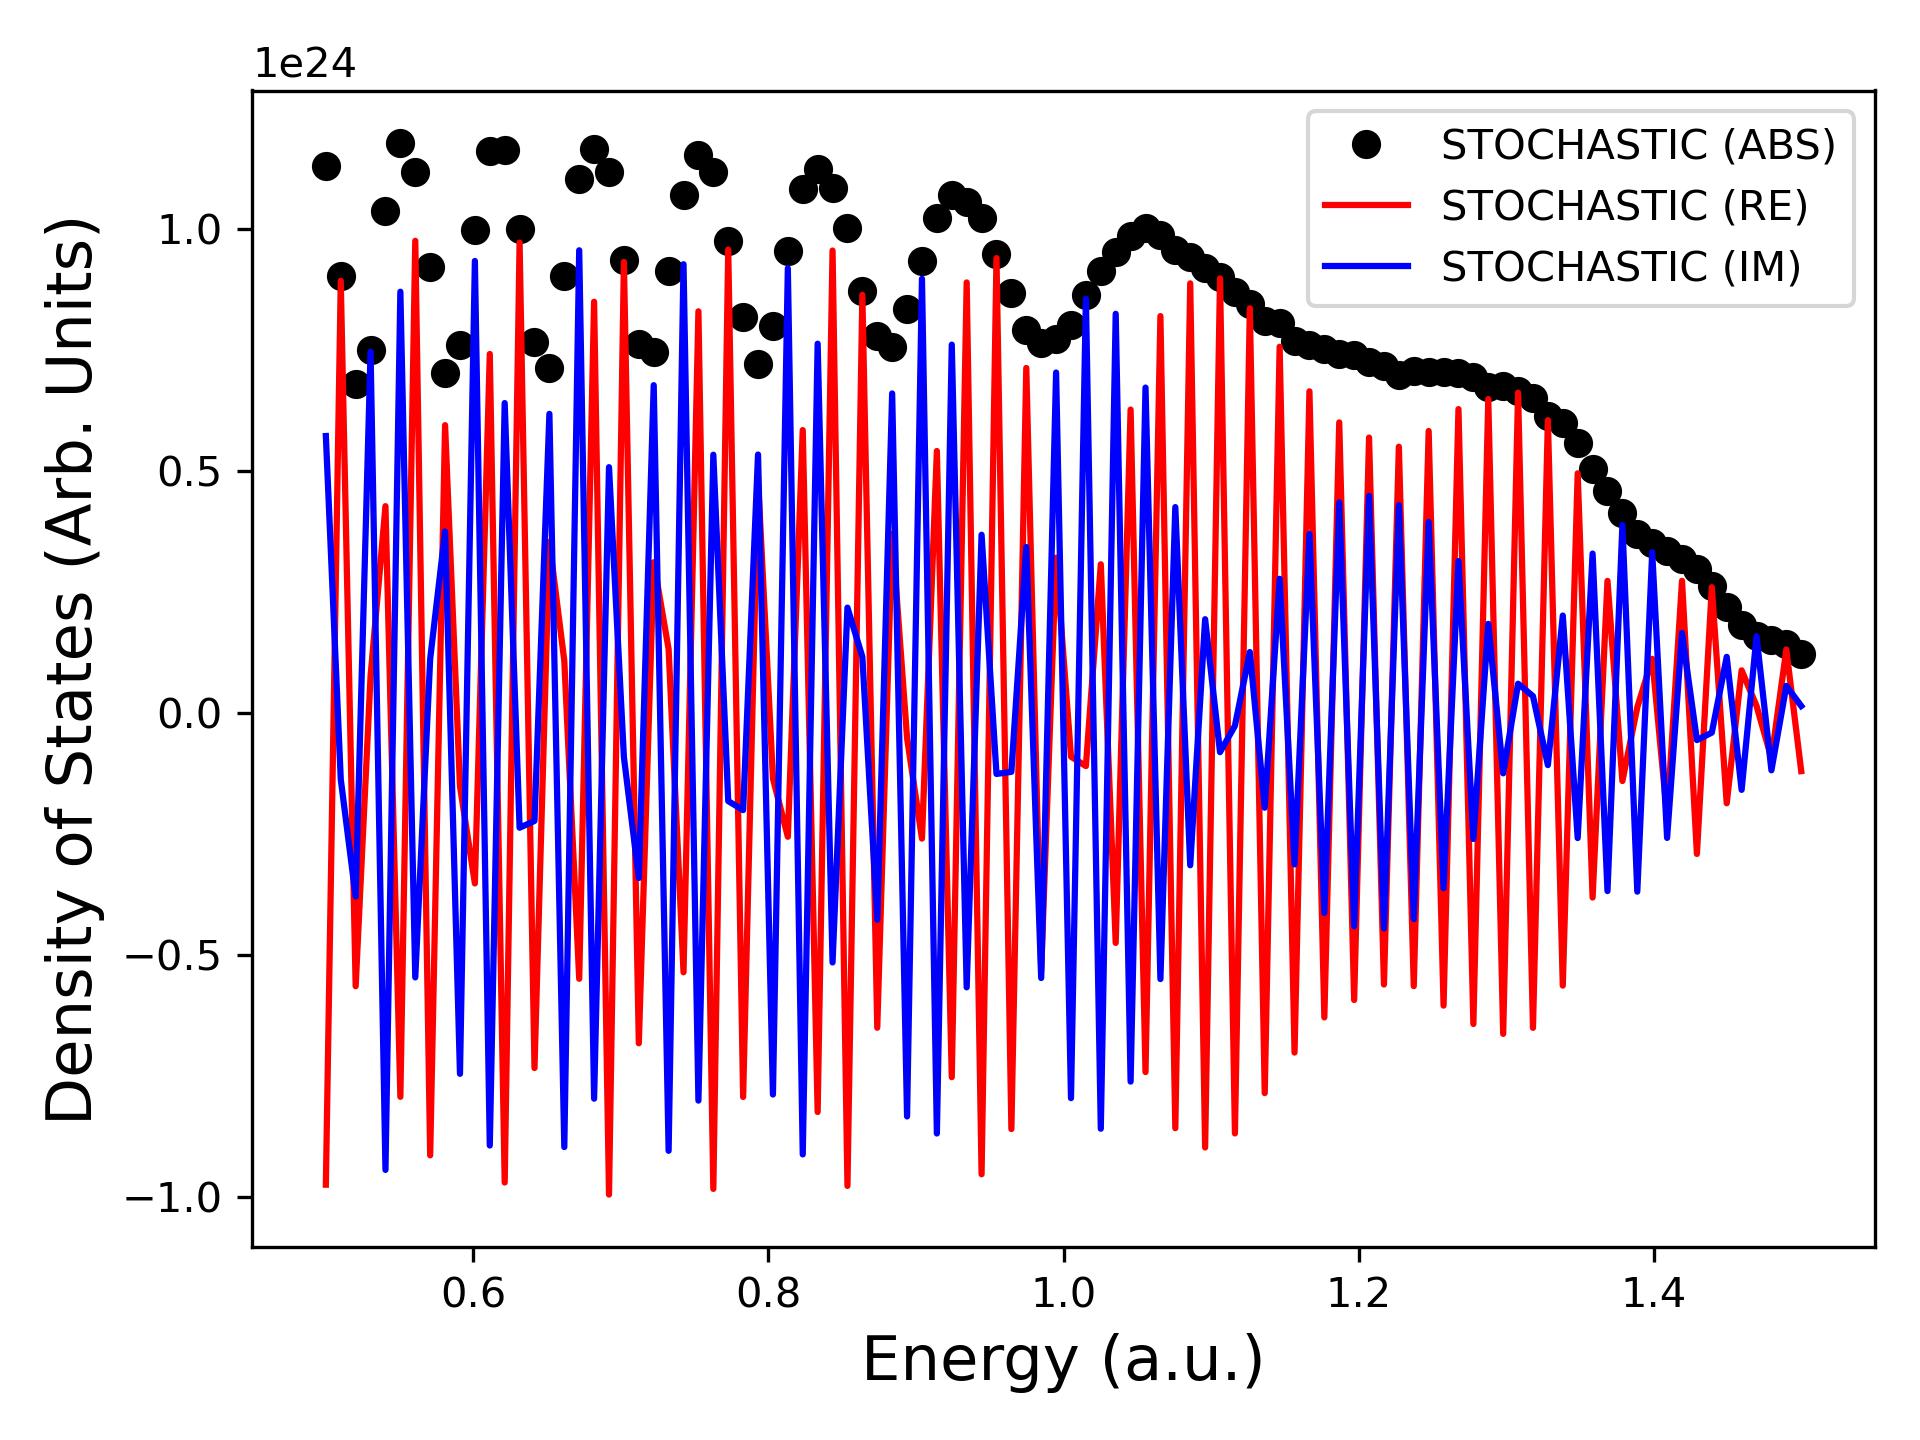 1e24
STOCHASTIC (ABS)
STOCHASTIC (RE)
STOCHASTIC (IM)
Density of States (Arb. Units)
1.0
0.5
0.0
−0.5
−1.0
0.6 0.8 1.0 1.2 1.4
Energy (a.u.)